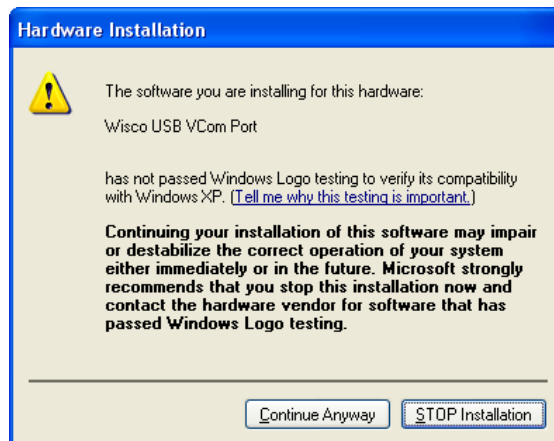 Hardware Installation
The software you are installing for this hardware:
Wisco USB VCom Port
has not passed Windows Logo testing to verify its compatibility
with Windows XP. (Tell me why this testing is important.)
Continuing your installation of this software may impair
or destabilize the correct operation of your system
either immediately or in the future. Microsoft strongly
recommends that you stop this installation now and
contact the hardware vendor for software that has
passed Windows Logo testing.
Continue Anyway
STOP Installation